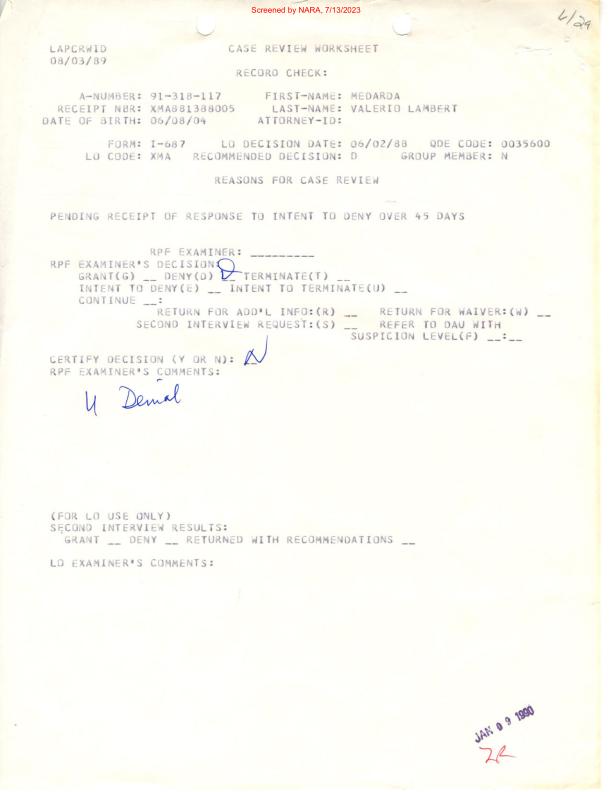 Screened by NARA, 7/13/2023
4/29
LAPCRWID CASE REVIEW WORKSHEET
08/03/89
RECORD CHECK:
A-NUMBER: 91-318-117 FIRST-NAME: MEDARDA
RECEIPT NBR: XMA881388005 LAST-NAME: VALERIO LAMBERT
DATE OF BIRTH: 06/08/04 ATTORNEY-ID:
FORM: I-687 LO DECISION DATE: 06/02/88 QDE CODE: 0035600
LO CODE: XMA RECOMMENDED DECISION: D GROUP MEMBER: N
REASONS FOR CASE REVIEW
PENDING RECEIPT OF RESPONSE TO INTENT TO DENY OVER 45 DAYS
RPF EXAMINER: _________
RPF EXAMINER'S DECISION: D
GRANT(G) __ DENY(D) __ TERMINATE(T) __
INTENT TO DENY(E) __ INTENT TO TERMINATE(U) __
CONTINUE __:
RETURN FOR ADD'L INFO:(R) __ RETURN FOR WAIVER:(W) __
SECOND INTERVIEW REQUEST:(S) __ REFER TO DAU WITH
SUSPICION LEVEL(F) __:__
CERTIFY DECISION (Y OR N): N
RPF EXAMINER'S COMMENTS:
Denial
(FOR LO USE ONLY)
SECOND INTERVIEW RESULTS:
GRANT __ DENY __ RETURNED WITH RECOMMENDATIONS __
LO EXAMINER'S COMMENTS:
JAN 09 1990